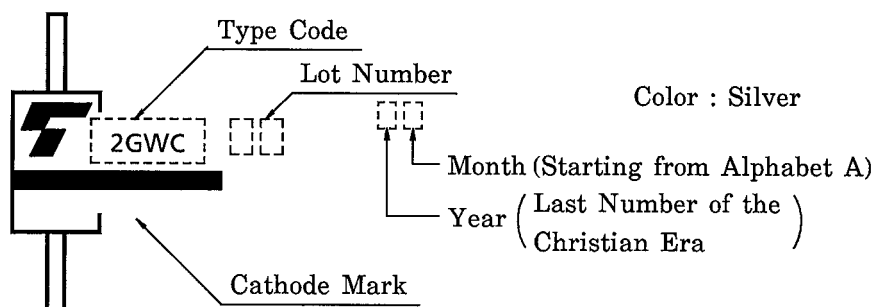 Type Code
Lot Number
Color : Silver
2GWC
Month (Starting from Alphabet A)
Year (Last Number of the
Christian Era)
Cathode Mark